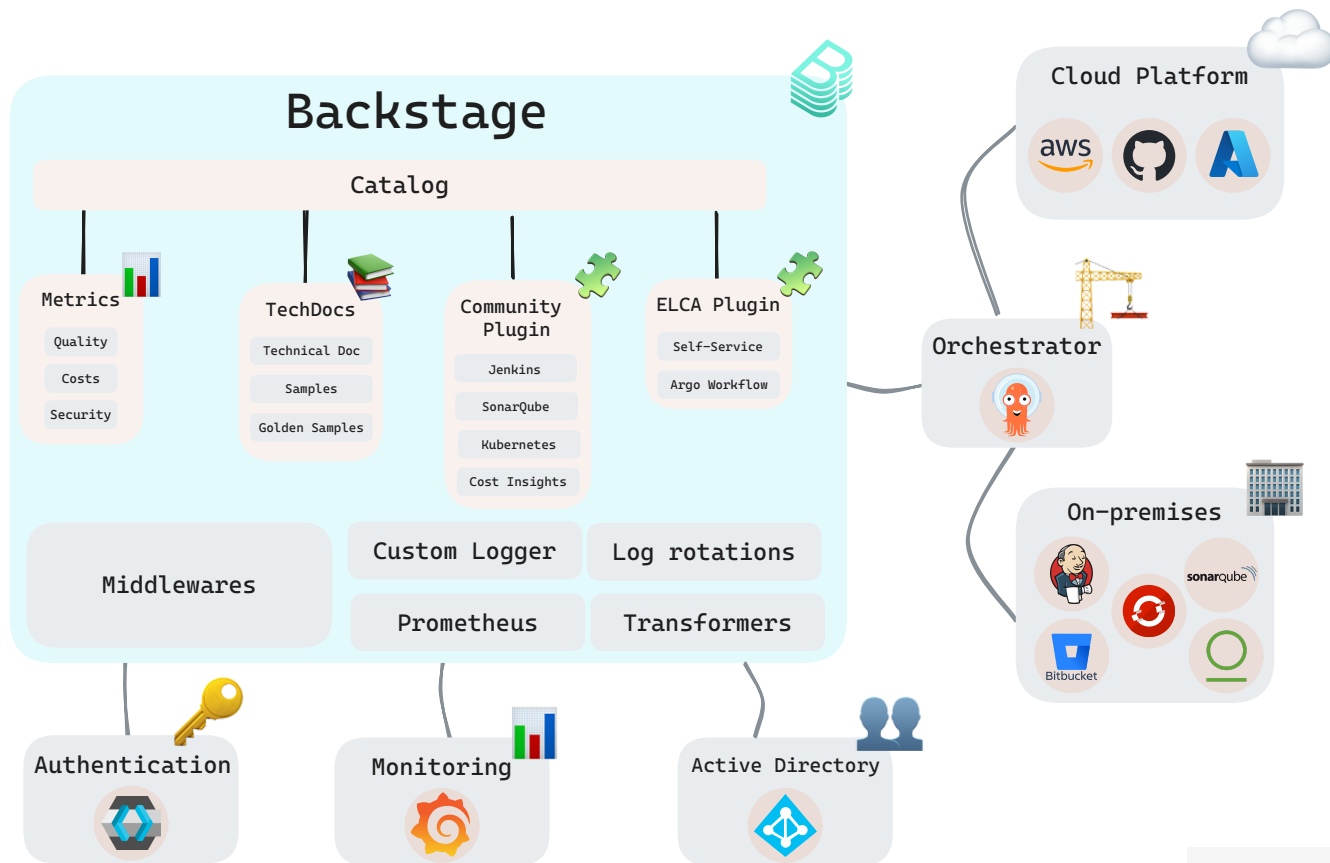 Backstage
Catalog
Metrics
Quality
Costs
Security
TechDocs
Technical Doc
Samples
Golden Samples
Community
Plugin
Jenkins
SonarQube
Kubernetes
Cost Insights
ELCA Plugin
Self-Service
Argo Workflow
Middlewares
Custom Logger
Log rotations
Prometheus
Transformers
Authentication
Monitoring
Active Directory
Cloud Platform
aws
Orchestrator
On-premises
sonarqube
Bitbucket